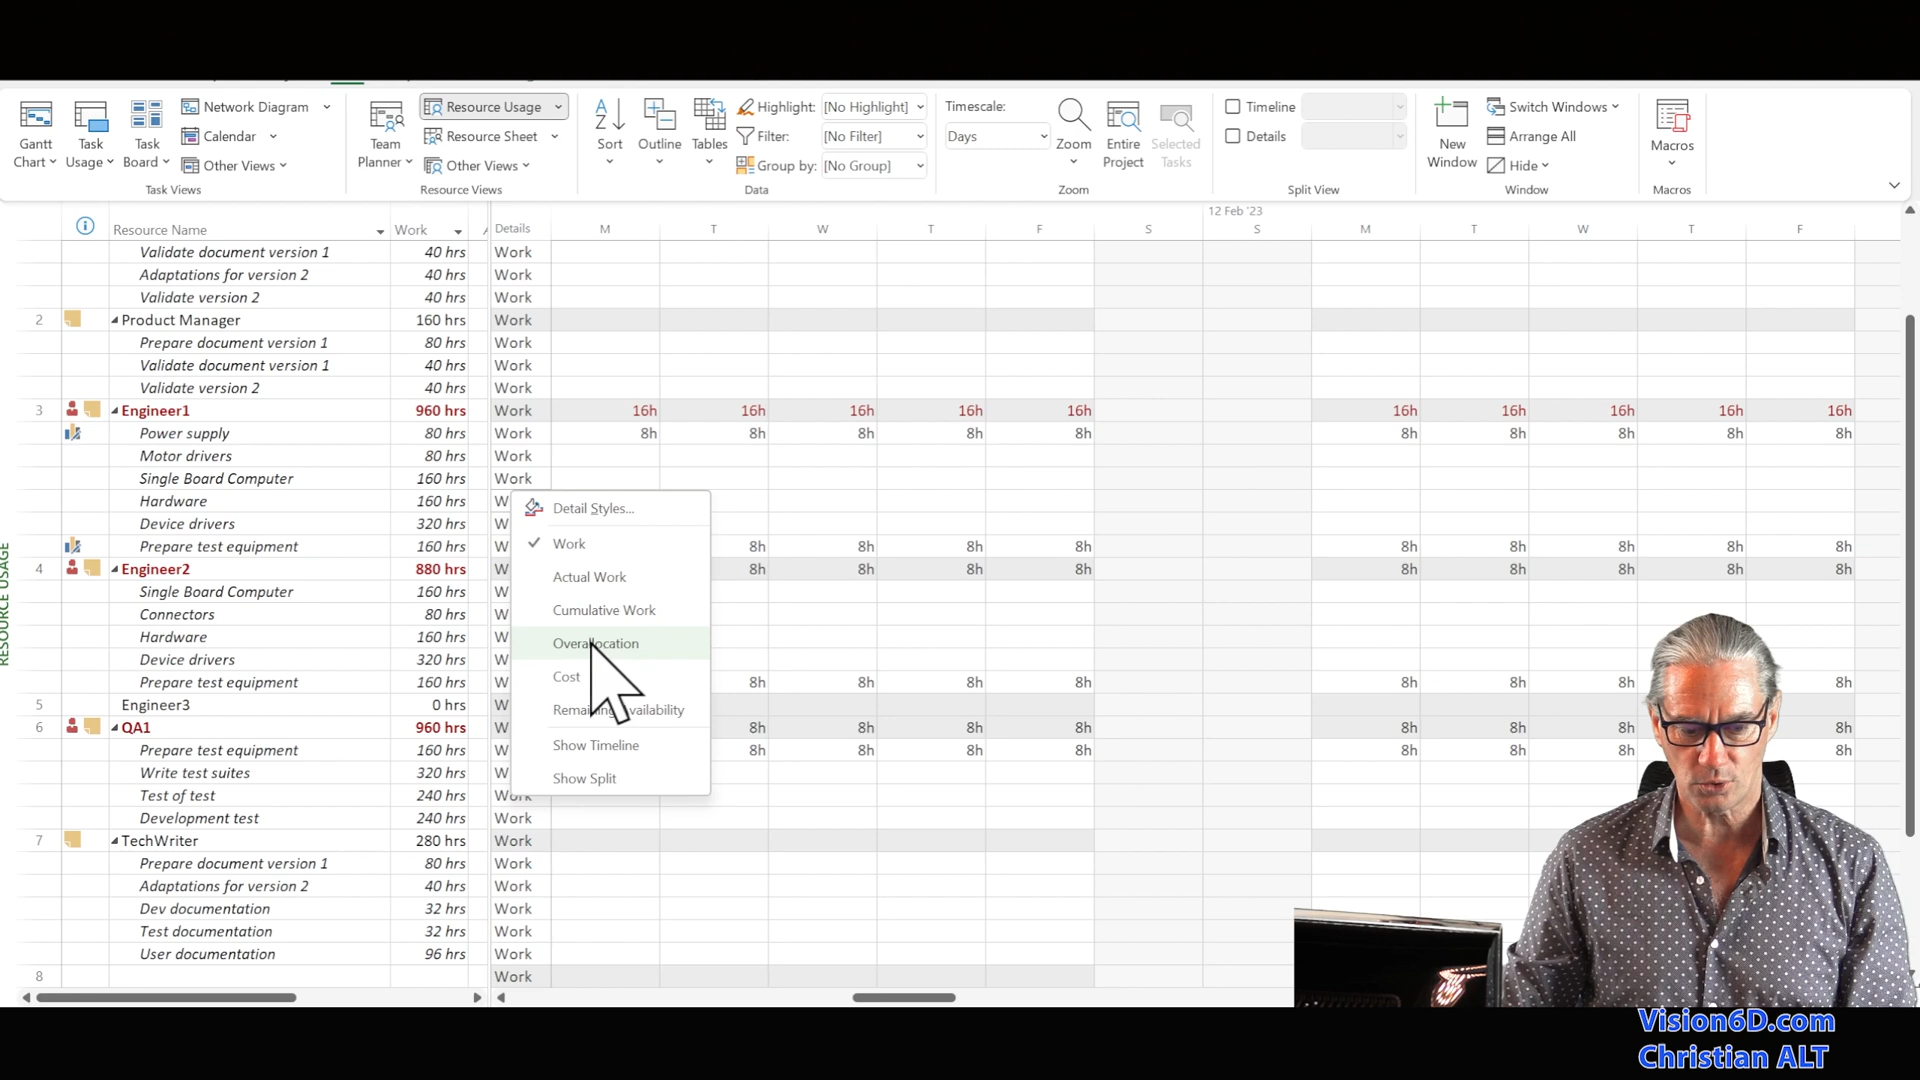 Gantt Chart
Task Usage
Task Board
Network Diagram
Calendar
Other Views
Task Views
Team Planner
Resource Usage
Resource Sheet
Other Views
Resource Views
Sort
Outline
Tables
Highlight: [No Highlight]
Filter: [No Filter]
Group by: [No Group]
Data
Timescale:
Days
Zoom
Entire Project
Selected Tasks
Zoom
Timeline
Details
Split View
New Window
Switch Windows
Arrange All
Hide
Window
Macros
Macros
12 Feb '23
Resource Name Work Details M T W T F S S M T W T F
Validate document version 1 40 hrs Work
Adaptations for version 2 40 hrs Work
Validate version 2 40 hrs Work
2 Product Manager 160 hrs Work
Prepare document version 1 80 hrs Work
Validate document version 1 40 hrs Work
Validate version 2 40 hrs Work
3 Engineer1 960 hrs Work 16h 16h 16h 16h 16h 16h 16h 16h 16h 16h
Power supply 80 hrs Work 8h 8h 8h 8h 8h 8h 8h 8h 8h 8h
Motor drivers 80 hrs Work
Single Board Computer 160 hrs Work
Hardware 160 hrs W
Device drivers 320 hrs W
Prepare test equipment 160 hrs W 8h 8h 8h 8h 8h 8h 8h 8h 8h
4 Engineer2 880 hrs W 8h 8h 8h 8h 8h 8h 8h 8h 8h
Single Board Computer 160 hrs W
Connectors 80 hrs W
Hardware 160 hrs W
Device drivers 320 hrs W
Prepare test equipment 160 hrs W 8h 8h 8h 8h 8h 8h 8h 8h 8h
5 Engineer3 0 hrs W
6 QA1 960 hrs W 8h 8h 8h 8h 8h 8h 8h 8h
Prepare test equipment 160 hrs W 8h 8h 8h 8h 8h 8h 8h 8h
Write test suites 320 hrs W
Test of test 240 hrs Work
Development test 240 hrs Work
7 TechWriter 280 hrs Work
Prepare document version 1 80 hrs Work
Adaptations for version 2 40 hrs Work
Dev documentation 32 hrs Work
Test documentation 32 hrs Work
User documentation 96 hrs Work
8 Work
Detail Styles...
Work
Actual Work
Cumulative Work
Overallocation
Cost
Remaining Availability
Show Timeline
Show Split
RESOURCE USAGE
Vision6D.com
Christian ALT